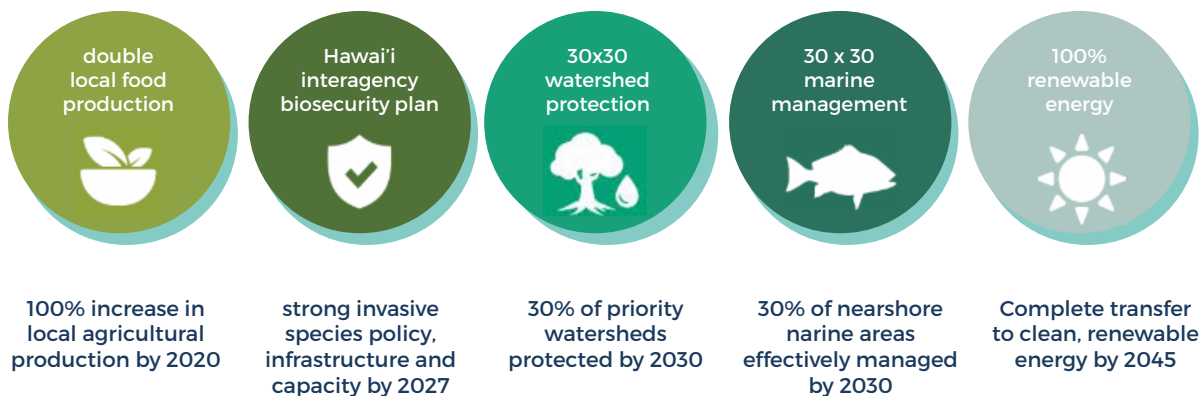 double
local food
production
Hawai'i
interagency
biosecurity plan
30x30
watershed
protection
30 x 30
marine
management
100%
renewable
energy
100% increase in
local agricultural
production by 2020
strong invasive
species policy,
infrastructure and
capacity by 2027
30% of priority
watersheds
protected by 2030
30% of nearshore
narine areas
effectively managed
by 2030
Complete transfer
to clean, renewable
energy by 2045